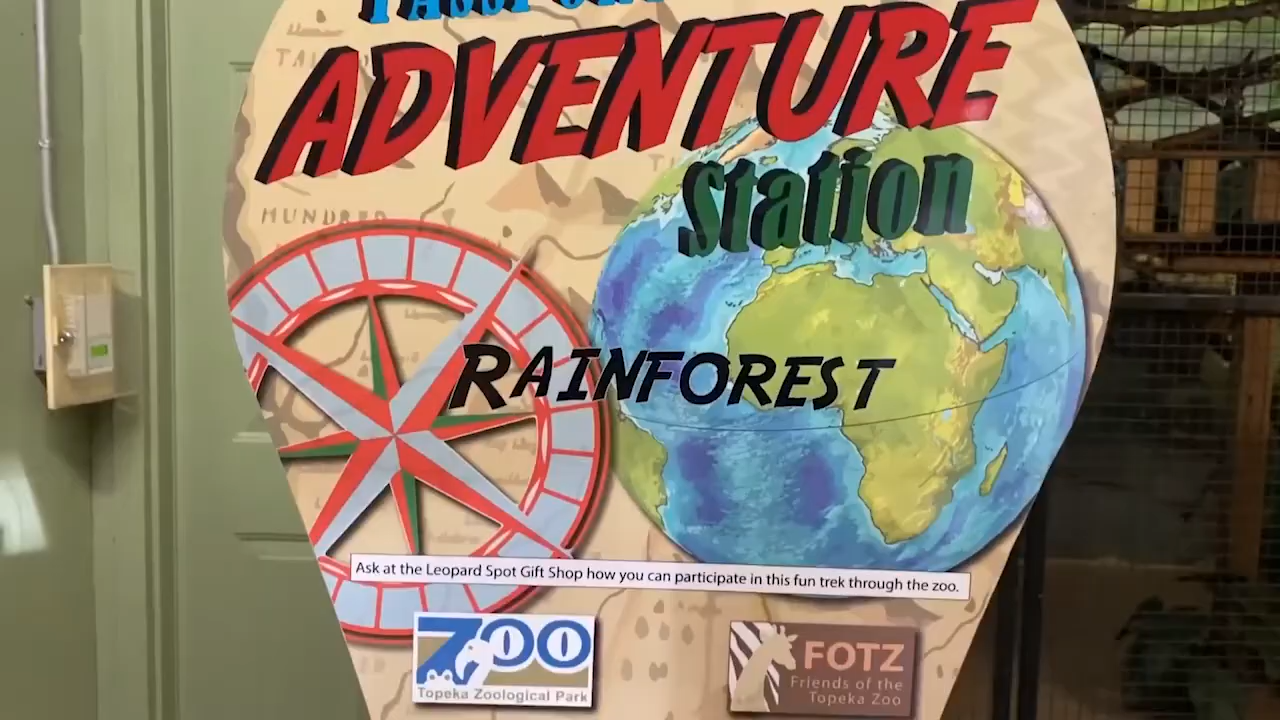 PASSPORT
ADVENTURE
Station
HUNDRED
RAINFOREST
Ask at the Leopard Spot Gift Shop how you can participate in this fun trek through the zoo.
ZOO
Topeka Zoological Park
FOTZ
Friends of the
Topeka Zoo